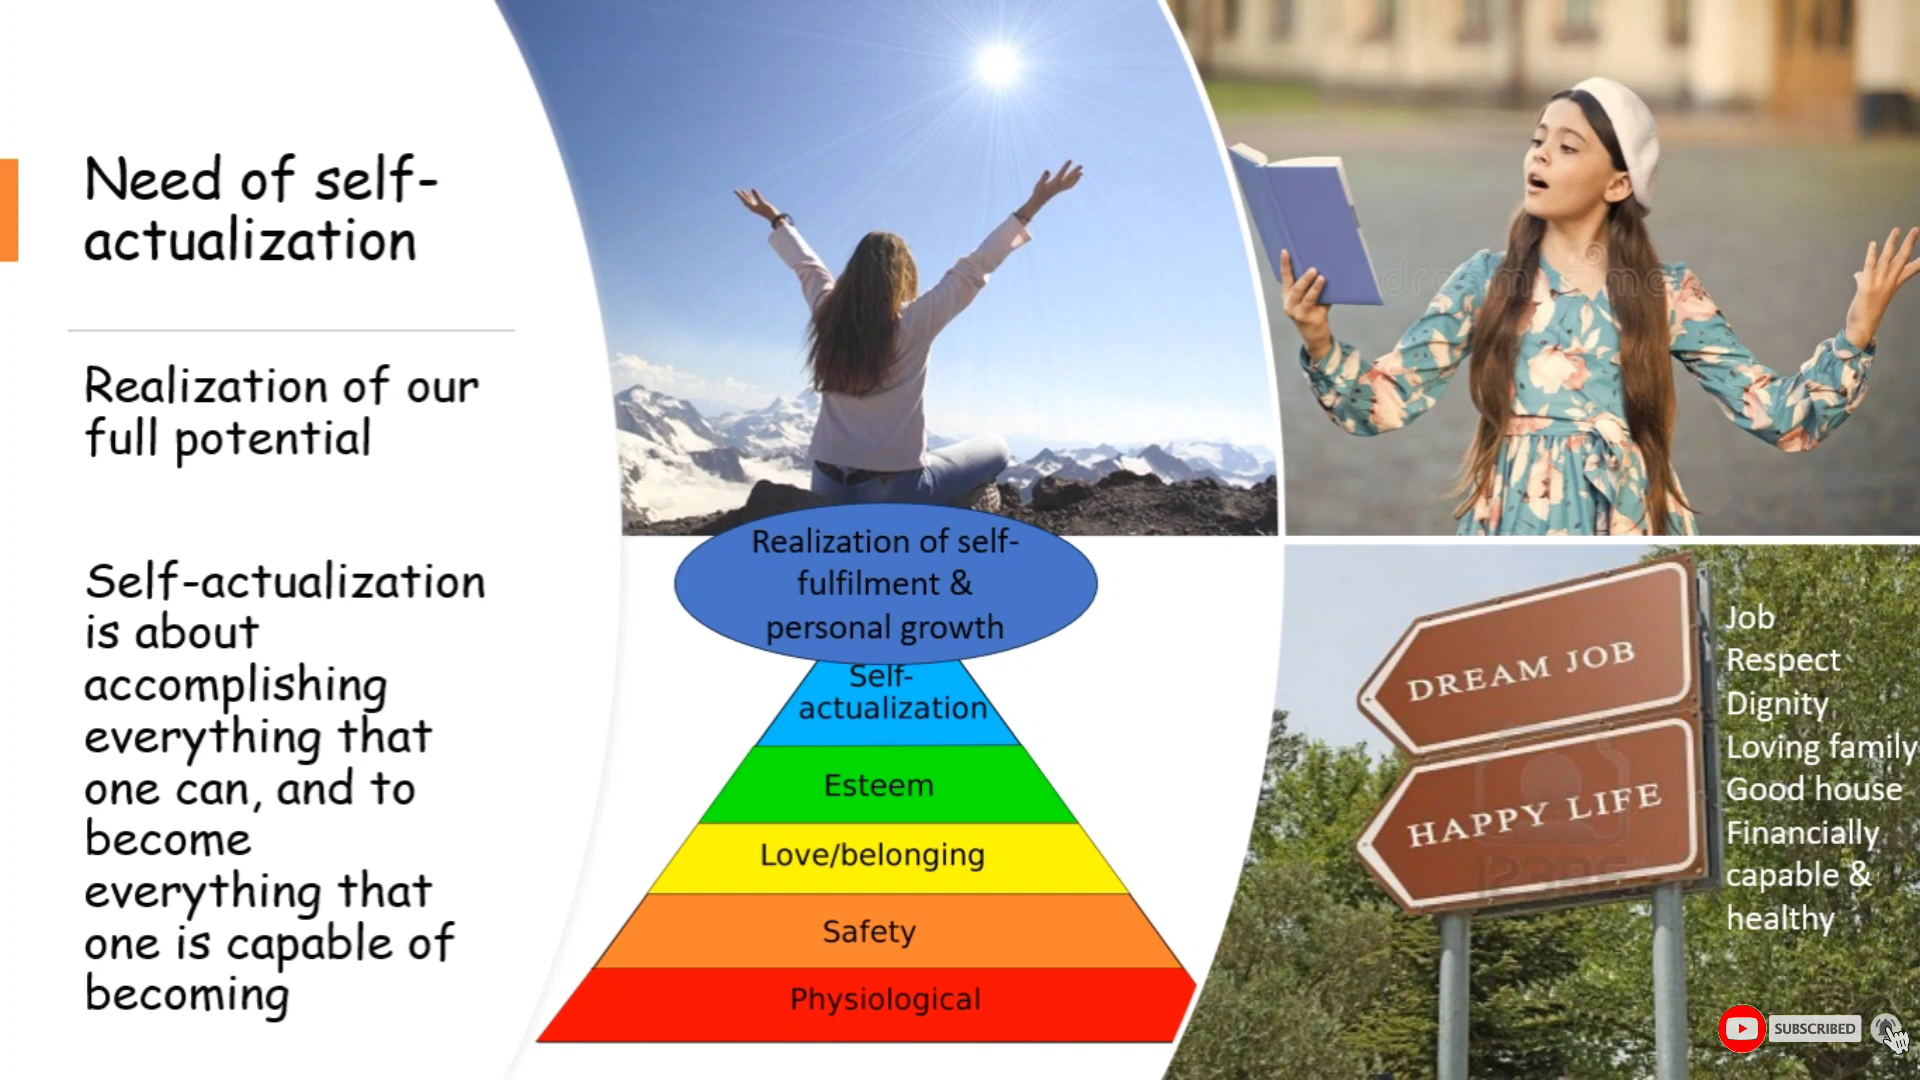 Need of self-
actualization
Realization of our
full potential
Self-actualization
is about
accomplishing
everything that
one can, and to
become
everything that
one is capable of
becoming
Realization of self-
fulfilment &
personal growth
Self-
actualization
Esteem
Love/belonging
Safety
Physiological
dreamstime
DREAM JOB
HAPPY LIFE
123RF
Job
Respect
Dignity
Loving family
Good house
Financially
capable &
healthy
SUBSCRIBED